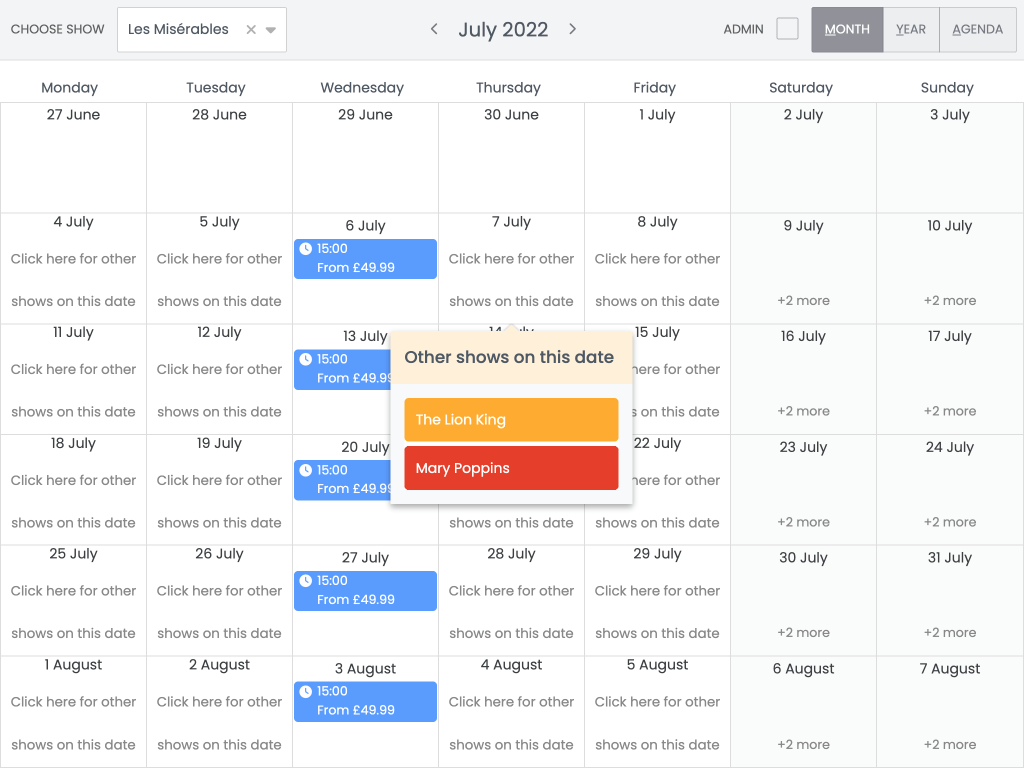 CHOOSE SHOW Les Misérables July 2022 ADMIN MONTH YEAR AGENDA
Monday Tuesday Wednesday Thursday Friday Saturday Sunday
27 June 28 June 29 June 30 June 1 July 2 July 3 July
4 July 5 July 6 July 7 July 8 July 9 July 10 July
15:00
Click here for other Click here for other From £49.99 Click here for other Click here for other
shows on this date shows on this date shows on this date shows on this date +2 more +2 more
11 July 12 July 13 July 14 July 15 July 16 July 17 July
Other shows on this date
15:00
Click here for other Click here for other From £49.99 here for other
shows on this date shows on this date on this date +2 more +2 more
The Lion King
18 July 19 July 20 July 22 July 23 July 24 July
Mary Poppins
15:00
Click here for other Click here for other From £49.99 here for other
shows on this date shows on this date shows on this date shows on this date +2 more +2 more
25 July 26 July 27 July 28 July 29 July 30 July 31 July
15:00
Click here for other Click here for other From £49.99 Click here for other Click here for other
shows on this date shows on this date shows on this date shows on this date +2 more +2 more
1 August 2 August 3 August 4 August 5 August 6 August 7 August
15:00
Click here for other Click here for other From £49.99 Click here for other Click here for other
shows on this date shows on this date shows on this date shows on this date +2 more +2 more